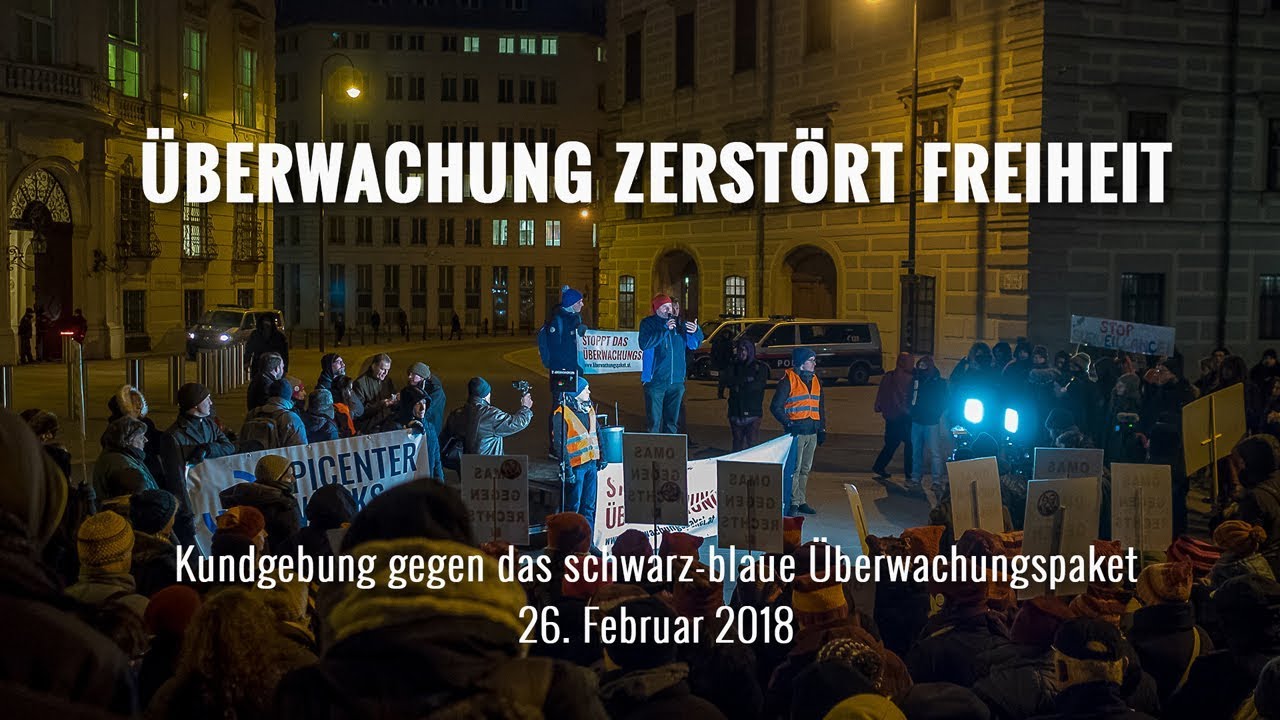 ÜBERWACHUNG ZERSTÖRT FREIHEIT
STOPPT DAS
ÜBERWACHUNGS
STOP
PICENTER
OMAS
GEGEN
RECHTS
OMAS
GEGEN
RECHTS
OMAS
GEGEN
RECHTS
OMAS
Kundgebung gegen das schwarz-blaue Überwachungspaket
26. Februar 2018